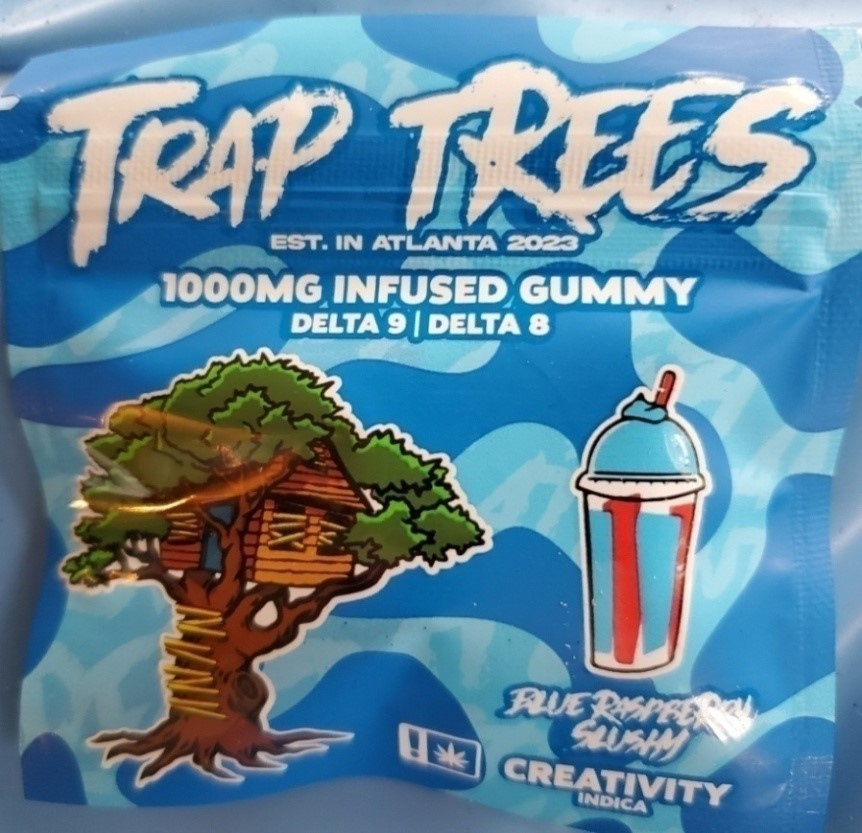 TRAP TREES
EST. IN ATLANTA 2023
1000MG INFUSED GUMMY
DELTA 9 | DELTA 8
!
BLUE RASPBERRY
SLUSHY
CREATIVITY
INDICA